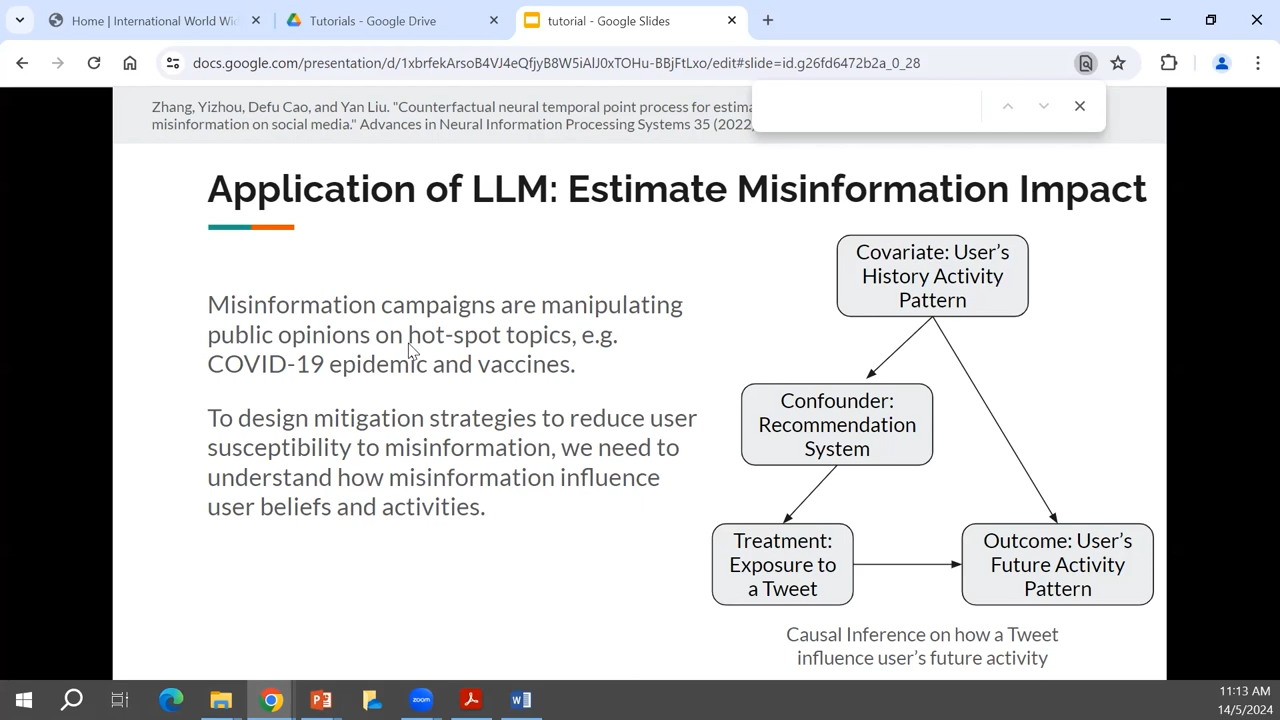 Home | International World Wid
Tutorials - Google Drive
tutorial - Google Slides
docs.google.com/presentation/d/1xbrfekArsbB4VJ4eQfjyB8W5iAlJ0xTOHu-BBjFtLxo/edit#slide=id.g26fd6472b2a_0_28
Zhang, Yizhou, Defu Cao, and Yan Liu. "Counterfactual neural temporal point process for estima
misinformation on social media." Advances in Neural Information Processing Systems 35 (2022)
Application of LLM: Estimate Misinformation Impact
Misinformation campaigns are manipulating
public opinions on hot-spot topics, e.g.
COVID-19 epidemic and vaccines.
To design mitigation strategies to reduce user
susceptibility to misinformation, we need to
understand how misinformation influence
user beliefs and activities.
Covariate: User's
History Activity
Pattern
Confounder:
Recommendation
System
Treatment:
Exposure to
a Tweet
Outcome: User's
Future Activity
Pattern
Causal Inference on how a Tweet
influence user's future activity
zoom
11:13 AM
14/5/2024